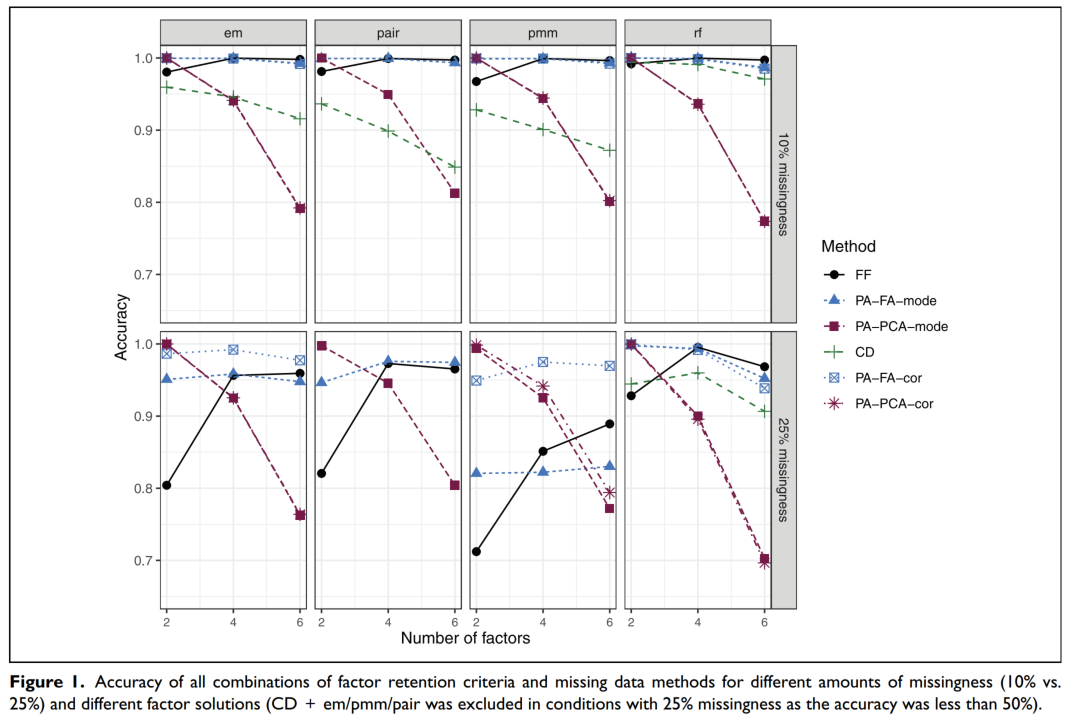 em pair pmm rf
1.0
0.9
0.8
0.7
10% missingness
1.0
0.9
0.8
0.7
25% missingness
Accuracy
2 4 6 2 4 6 2 4 6 2 4 6
Number of factors
Method
FF
PA−FA−mode
PA−PCA−mode
CD
PA−FA−cor
PA−PCA−cor
Figure 1. Accuracy of all combinations of factor retention criteria and missing data methods for different amounts of missingness (10% vs.
25%) and different factor solutions (CD + em/pmm/pair was excluded in conditions with 25% missingness as the accuracy was less than 50%).